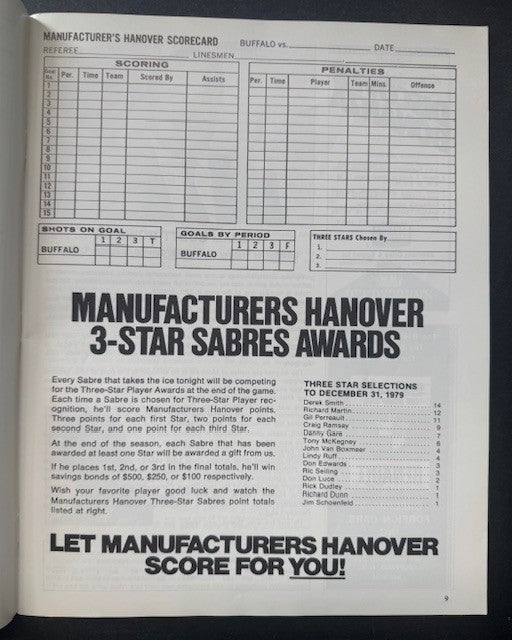 MANUFACTURER'S HANOVER SCORECARD BUFFALO vs. DATE
REFEREE LINESMEN
SCORING
Goal No. Per. Time Team Scored By Assists
1
2
3
4
5
6
7
8
9
10
11
12
13
14
15
PENALTIES
Per. Time Player Team Mins. Offense
SHOTS ON GOAL
1 2 3 T
BUFFALO
GOALS BY PERIOD
1 2 3 F
BUFFALO
THREE STARS Chosen By
1.
2.
3.
MANUFACTURERS HANOVER
3-STAR SABRES AWARDS
Every Sabre that takes the ice tonight will be competing
for the Three-Star Player Awards at the end of the game.
Each time a Sabre is chosen for Three-Star Player rec-
ognition, he'll score Manufacturers Hanover points.
Three points for each first Star, two points for each
second Star, and one point for each third Star.
At the end of the season, each Sabre that has been
awarded at least one Star will be awarded a gift from us.
If he places 1st, 2nd, or 3rd in the final totals, he'll win
savings bonds of $500, $250, or $100 respectively.
Wish your favorite player good luck and watch the
Manufacturers Hanover Three-Star Sabres point totals
listed at right.
THREE STAR SELECTIONS
TO DECEMBER 31, 1979
Derek Smith 14
Richard Martin 12
Gil Perreault 11
Craig Ramsay 9
Danny Gare 7
Tony McKegney 6
John Van Boxmeer 4
Lindy Ruff 4
Don Edwards 3
Ric Seiling 3
Don Luce 2
Rick Dudley 1
Richard Dunn 1
Jim Schoenfeld 1
LET MANUFACTURERS HANOVER
SCORE FOR YOU!
9